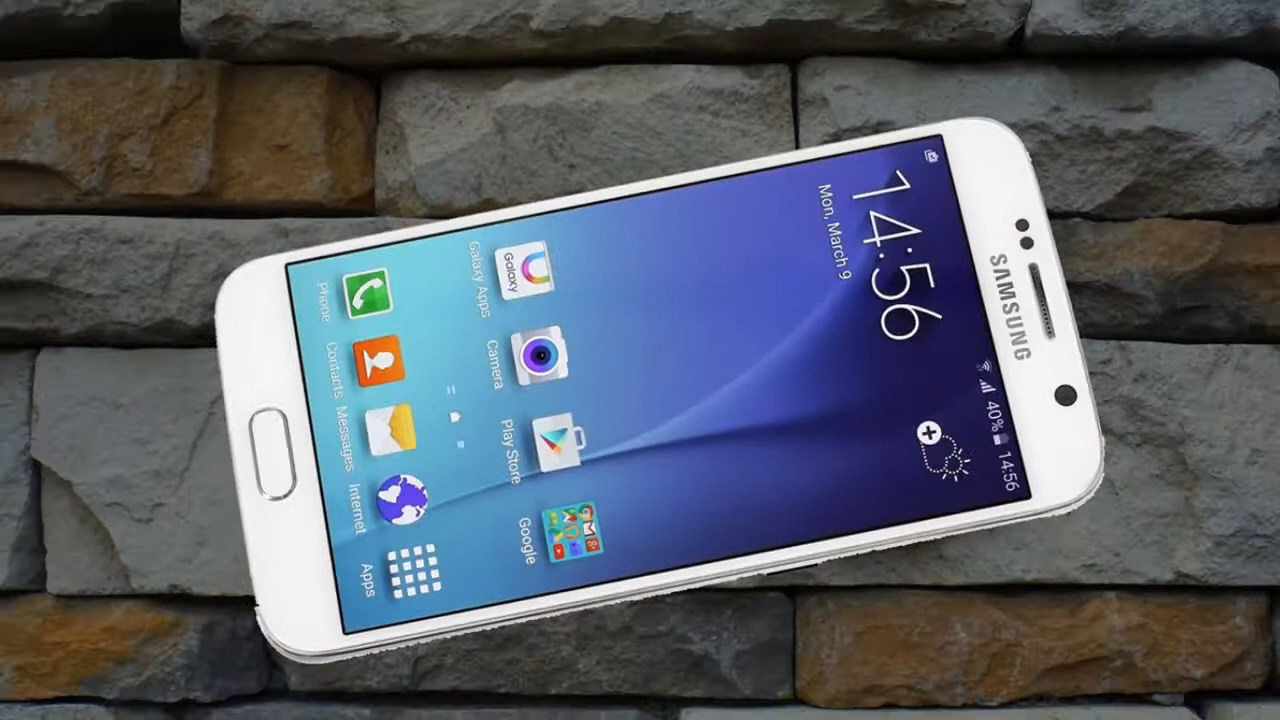 SAMSUNG
40% 14:56
14:56
Mon, March 9
Galaxy
Galaxy Apps
Camera
Play Store
Google
Phone
Contacts
Messages
Internet
Apps